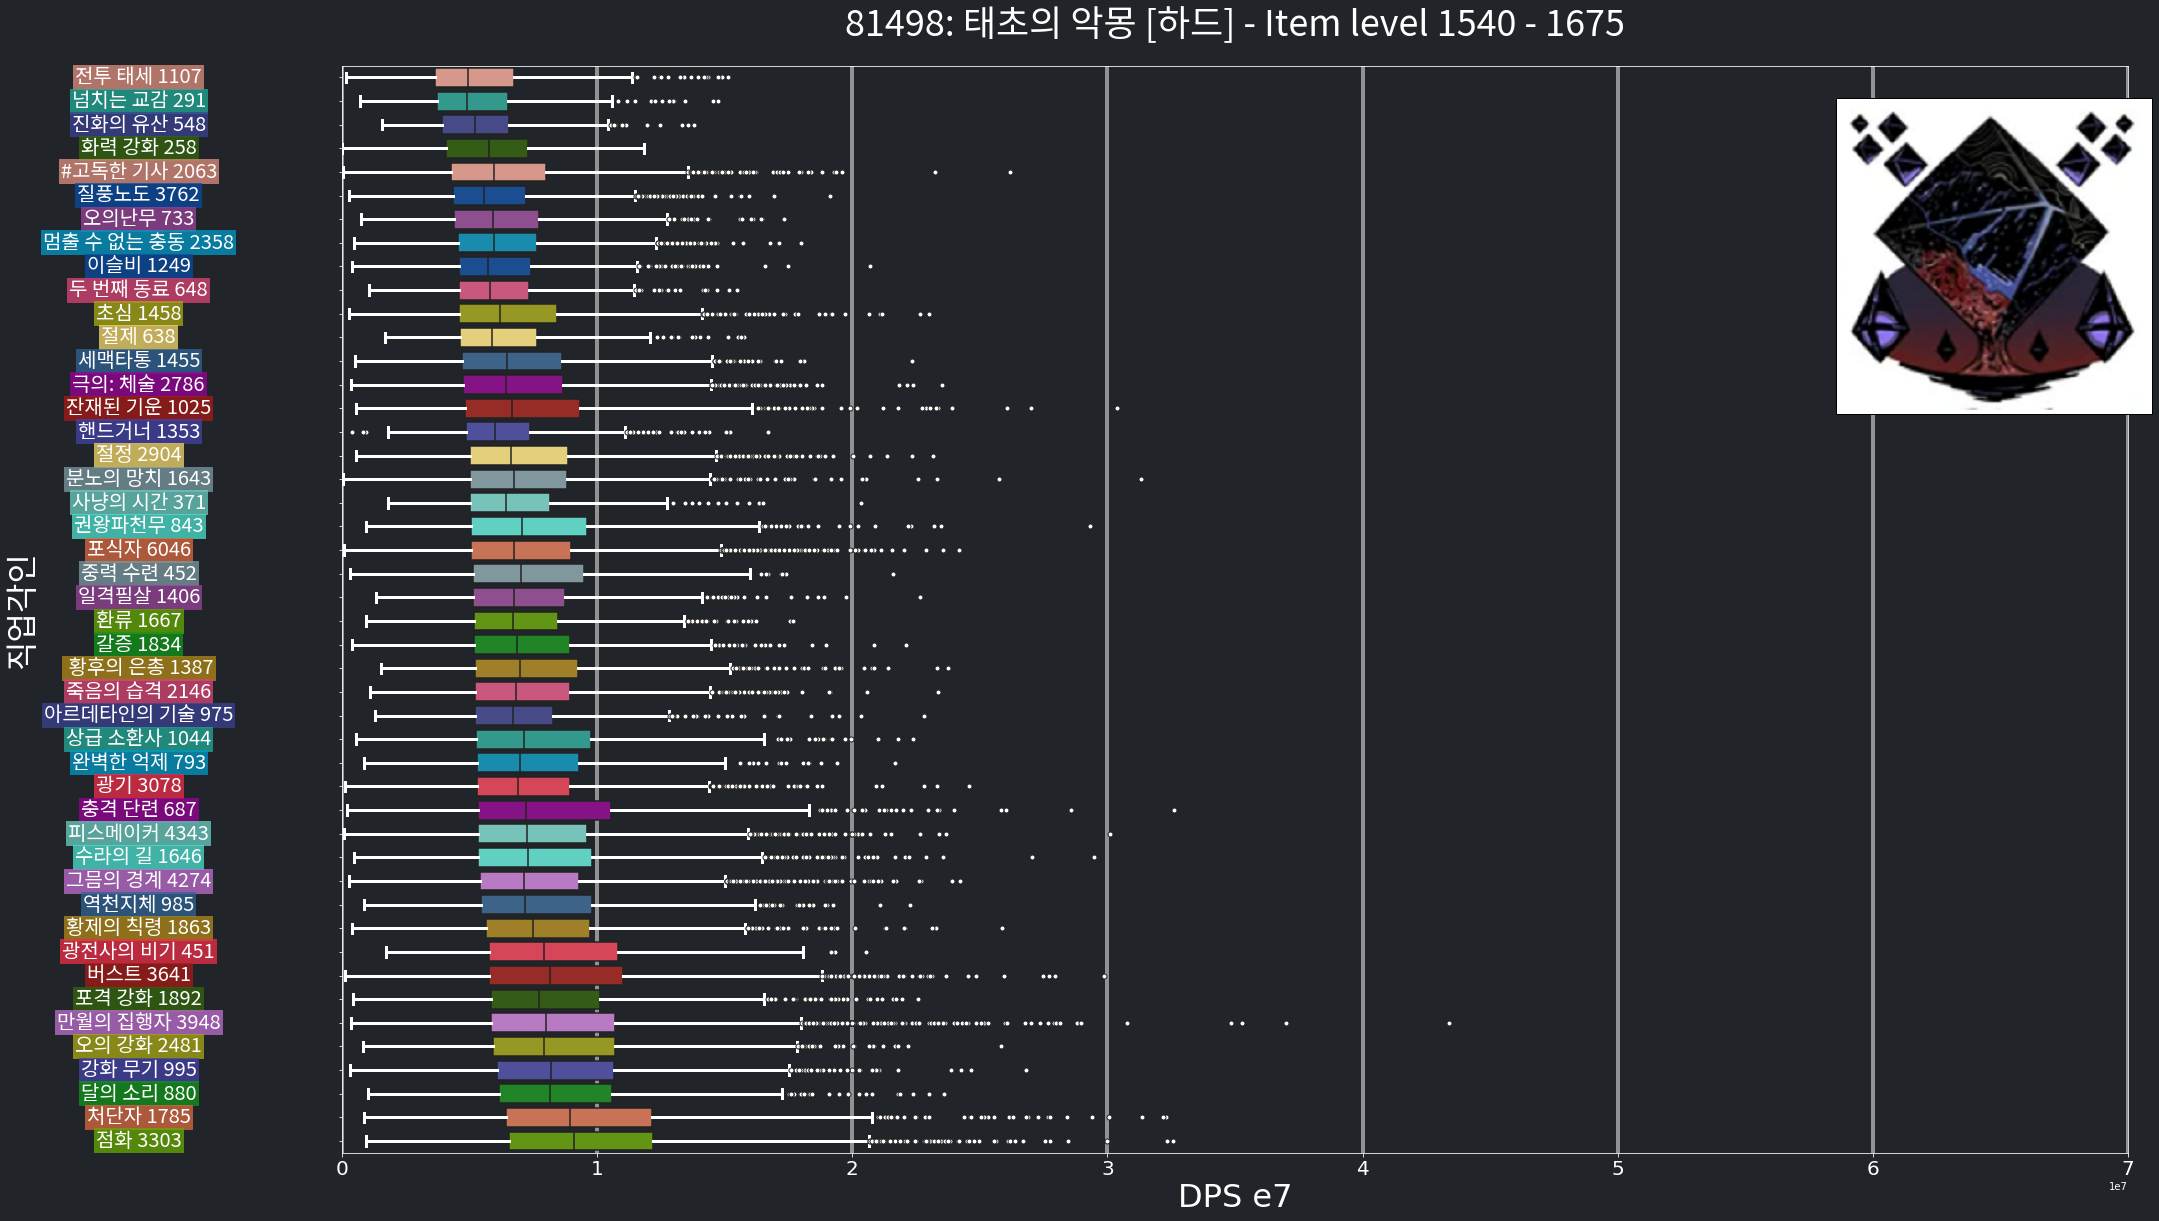 81498: 태초의 악몽 [하드] - Item level 1540 - 1675
전투 태세 1107
넘치는 교감 291
진화의 유산 548
화력 강화 258
#고독한 기사 2063
질풍노도 3762
오의난무 733
멈출 수 없는 충동 2358
이슬비 1249
두 번째 동료 648
초심 1458
절제 638
세맥타통 1455
극의: 체술 2786
잔재된 기운 1025
핸드거너 1353
절정 2904
분노의 망치 1643
사냥의 시간 371
권왕파천무 843
포식자 6046
중력 수련 452
일격필살 1406
환류 1667
갈증 1834
황후의 은총 1387
죽음의 습격 2146
아르데타인의 기술 975
상급 소환사 1044
완벽한 억제 793
광기 3078
충격 단련 687
피스메이커 4343
수라의 길 1646
그믐의 경계 4274
역천지체 985
황제의 칙령 1863
광전사의 비기 451
버스트 3641
포격 강화 1892
만월의 집행자 3948
오의 강화 2481
강화 무기 995
달의 소리 880
처단자 1785
점화 3303
직업각인
0 1 2 3 4 5 6 7
1e7
DPS e7